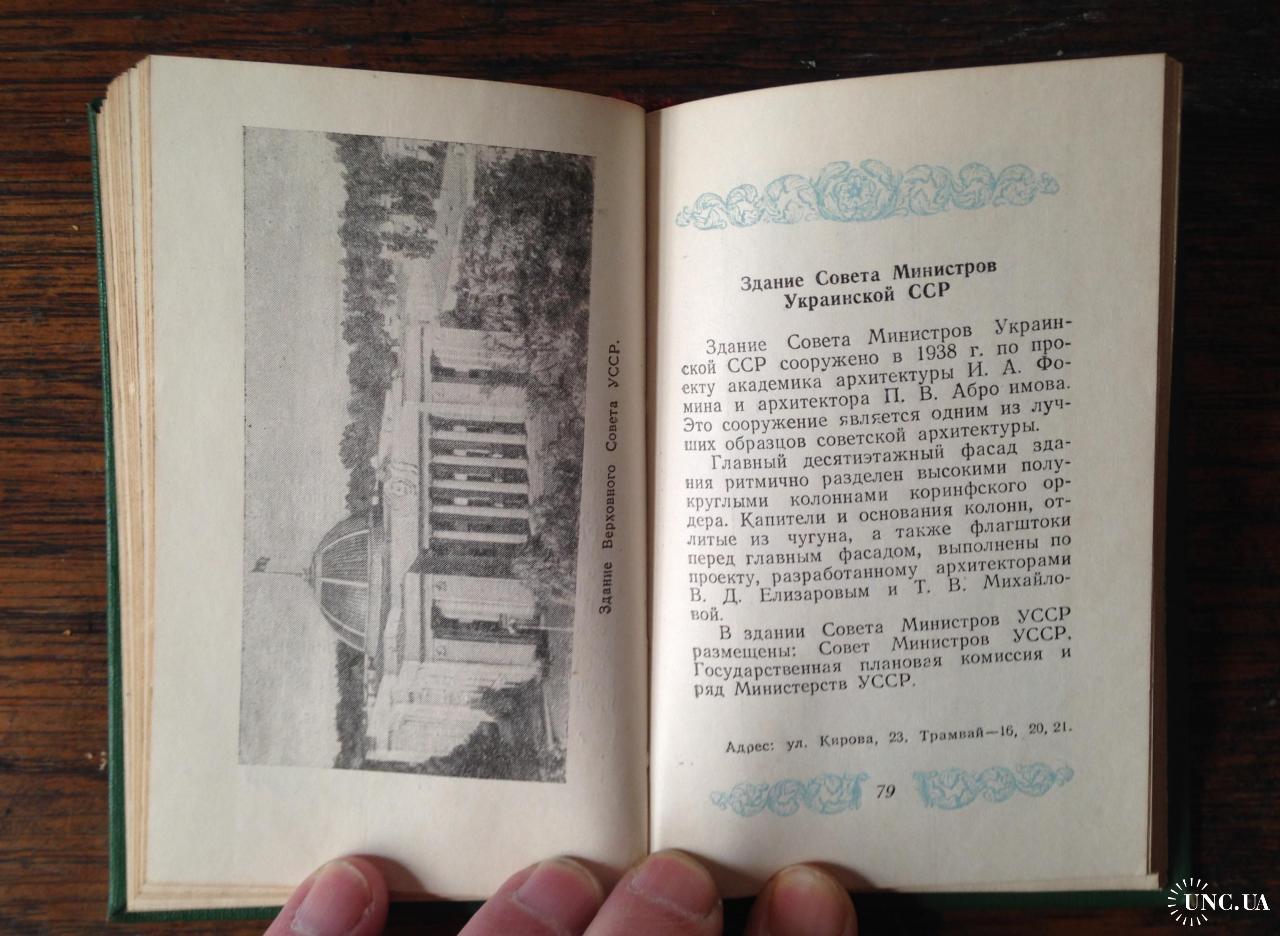 Здание Верховного Совета УССР.
Здание Совета Министров
Украинской ССР
Здание Совета Министров Украин-
ской ССР сооружено в 1938 г. по про-
екту академика архитектуры И. А. Фо-
мина и архитектора П. В. Абро имова.
Это сооружение является одним из луч-
ших образцов советской архитектуры.
Главный десятиэтажный фасад зда-
ния ритмично разделен высокими полу-
круглыми колоннами коринфского ор-
дера. Капители и основания колонн, от-
литые из чугуна, а также флагштоки
перед главным фасадом, выполнены по
проекту, разработанному архитекторами
В. Д. Елизаровым и Т. В. Михайло-
вой.
В здании Совета Министров УССР
размещены: Совет Министров УССР,
Государственная плановая комиссия и
ряд Министерств УССР.
Адрес: ул. Кирова, 23. Трамвай—16, 20, 21.
79
UNC.UA